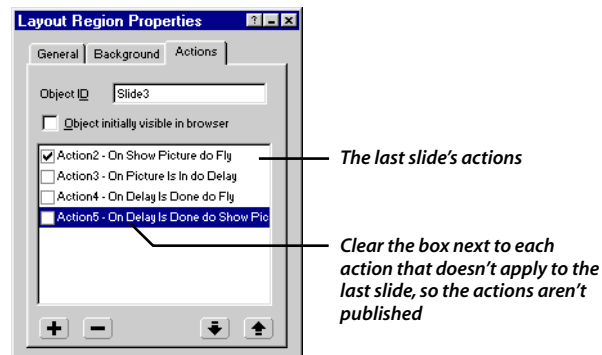 Layout Region Properties
General Background Actions
Object ID Slide3
Object initially visible in browser
Action2 - On Show Picture do Fly
The last slide's actions
Action3 - On Picture Is In do Delay
Action4 - On Delay Is Done do Fly
Action5 - On Delay Is Done do Show Pic
Clear the box next to each
action that doesn't apply to the
last slide, so the actions aren't
published